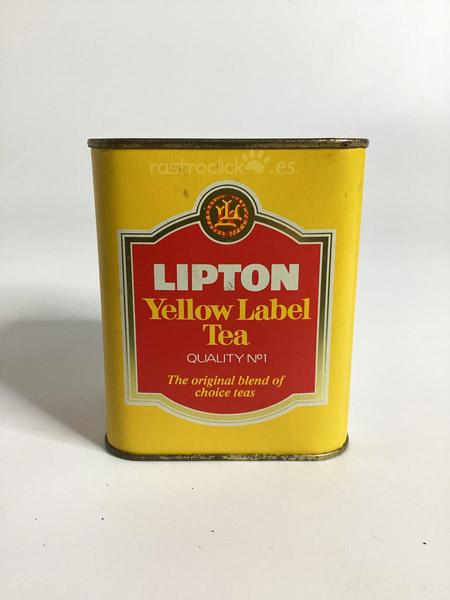 rastroclick.es
LIPTON
Yellow Label
Tea
QUALITY Nº1
The original blend of
choice teas